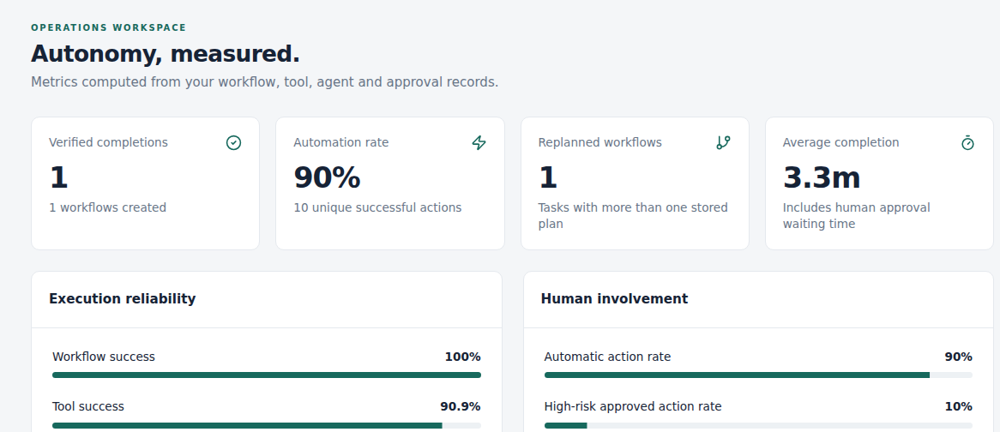 OPERATIONS WORKSPACE
Autonomy, measured.
Metrics computed from your workflow, tool, agent and approval records.
Verified completions
1
1 workflows created
Automation rate
90%
10 unique successful actions
Replanned workflows
1
Tasks with more than one stored
plan
Average completion
3.3m
Includes human approval
waiting time
Execution reliability
Workflow success 100%
Tool success 90.9%
Human involvement
Automatic action rate 90%
High-risk approved action rate 10%